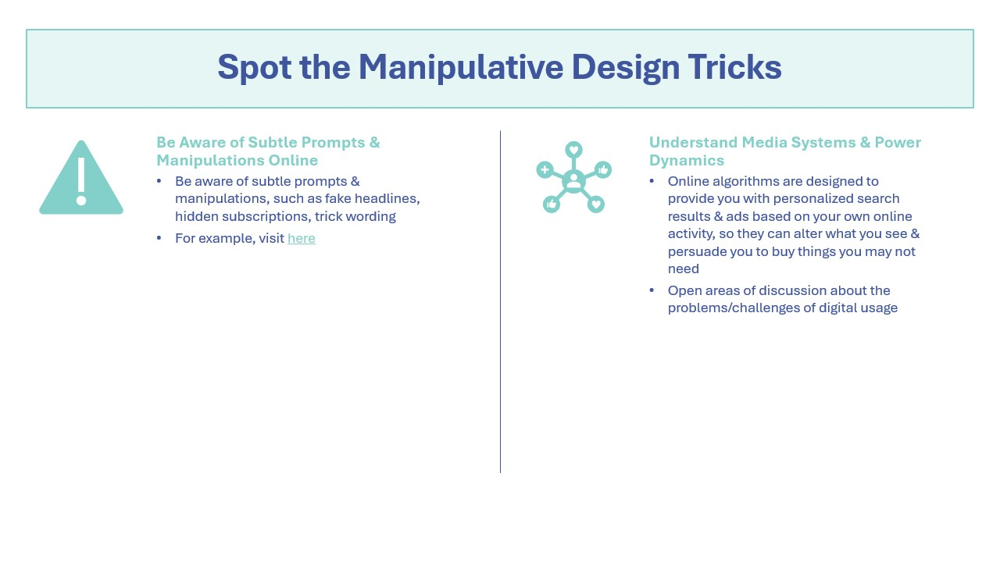 Spot the Manipulative Design Tricks
Be Aware of Subtle Prompts &
Manipulations Online
• Be aware of subtle prompts &
manipulations, such as fake headlines,
hidden subscriptions, trick wording
• For example, visit here
Understand Media Systems & Power
Dynamics
• Online algorithms are designed to
provide you with personalized search
results & ads based on your own online
activity, so they can alter what you see &
persuade you to buy things you may not
need
• Open areas of discussion about the
problems/challenges of digital usage